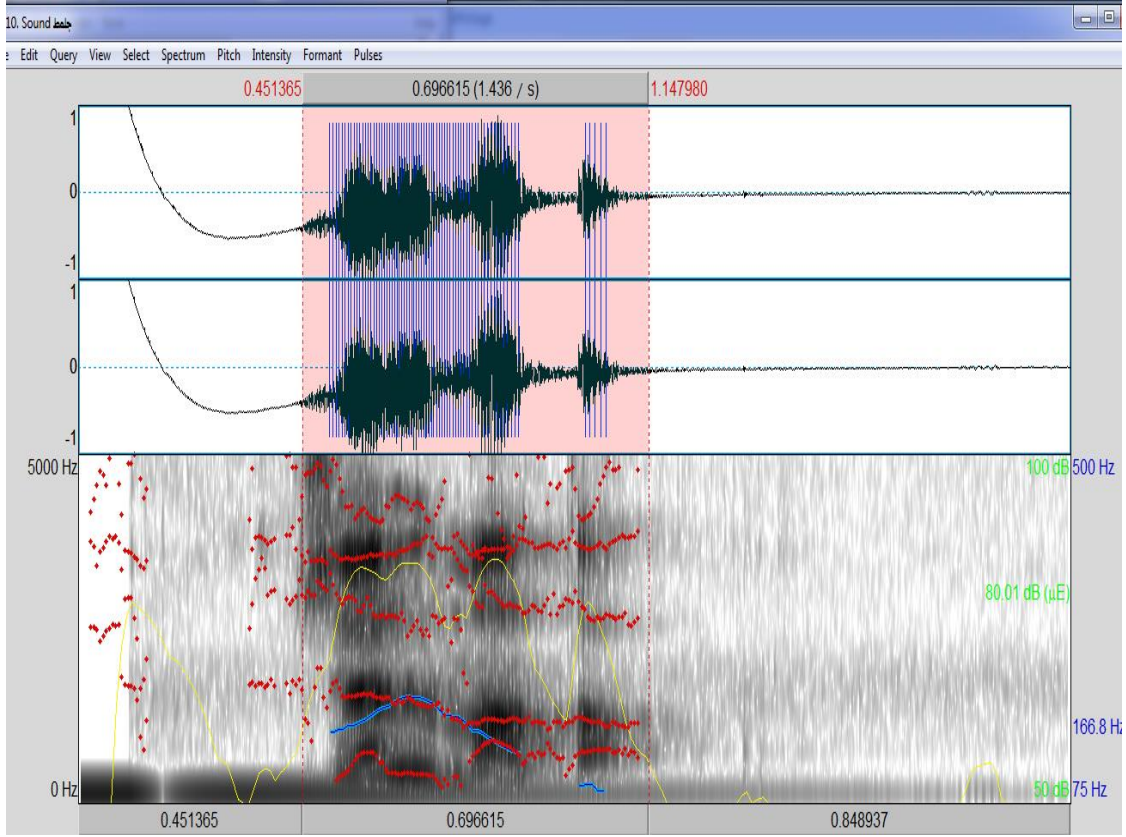 10. Sound جلمط
Edit Query View Select Spectrum Pitch Intensity Formant Pulses
0.451365 0.696615 (1.436 / s) 1.147980
1
0
-1
1
0
-1
5000 Hz 100 dB 500 Hz
80.01 dB (µE)
166.8 Hz
0 Hz 50 dB 75 Hz
0.451365 0.696615 0.848937